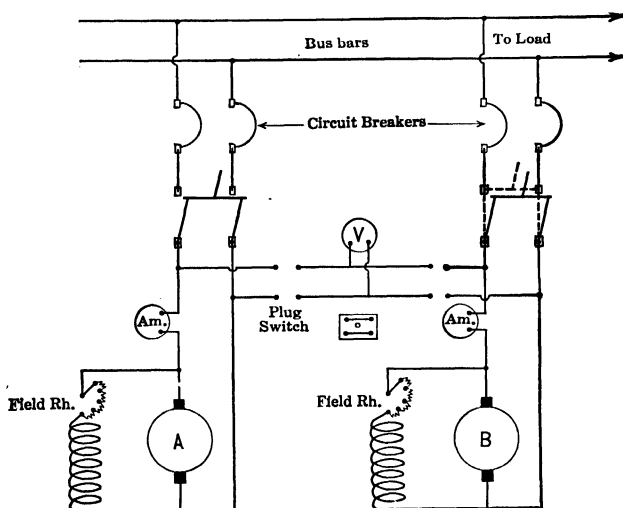 Bus bars
To Load
Circuit Breakers
V
Plug
Switch
Am.
Am.
Field Rh.
A
Field Rh.
B